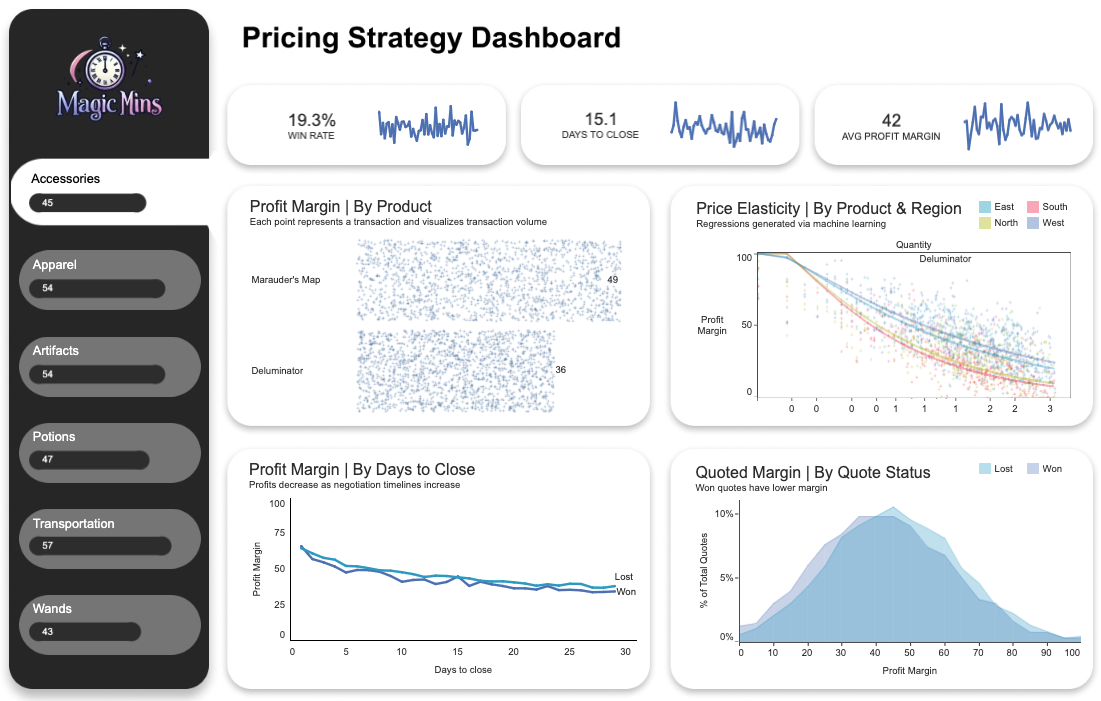 Magic Mins
Accessories
45
Apparel
54
Artifacts
54
Potions
47
Transportation
57
Wands
43
Pricing Strategy Dashboard
19.3%
WIN RATE
15.1
DAYS TO CLOSE
42
AVG PROFIT MARGIN
Profit Margin | By Product
Each point represents a transaction and visualizes transaction volume
Marauder's Map
49
Deluminator
36
Price Elasticity | By Product & Region
Regressions generated via machine learning
East
South
North
West
Quantity
Deluminator
100
50
0
Profit
Margin
0 0 0 0 1 1 1 2 2 3
Profit Margin | By Days to Close
Profits decrease as negotiation timelines increase
100
75
50
25
0
Profit Margin
Lost
Won
0 5 10 15 20 25 30
Days to close
Quoted Margin | By Quote Status
Won quotes have lower margin
Lost
Won
10%
5%
0%
% of Total Quotes
0 10 20 30 40 50 60 70 80 90 100
Profit Margin